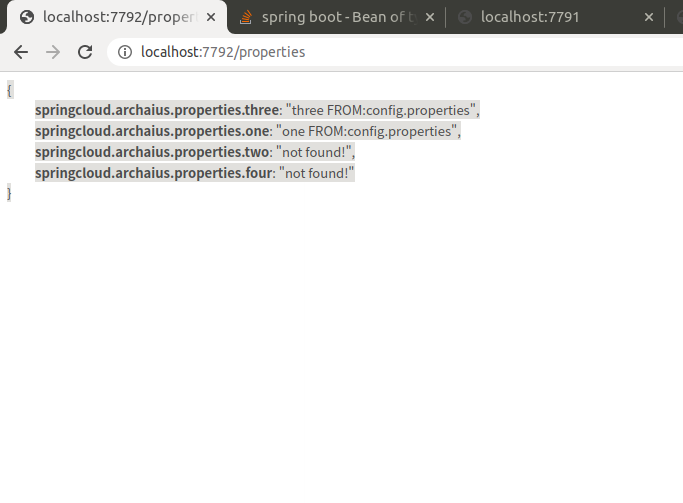 localhost:7792/propert
spring boot - Bean of t
localhost:7791
localhost:7792/properties
{
springcloud.archaius.properties.three: "three FROM:config.properties",
springcloud.archaius.properties.one: "one FROM:config.properties",
springcloud.archaius.properties.two: "not found!",
springcloud.archaius.properties.four: "not found!"
}